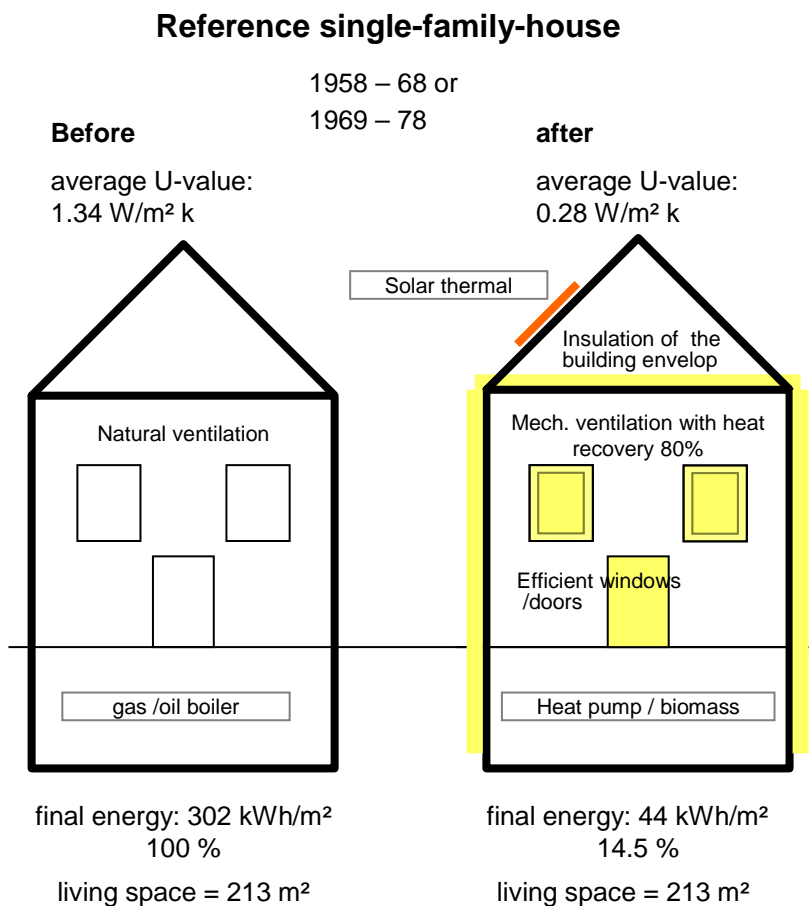 Reference single-family-house
1958 – 68 or
1969 – 78
Before
average U-value:
1.34 W/m² k
after
average U-value:
0.28 W/m² k
Solar thermal
Insulation of the
building envelop
Natural ventilation
Mech. ventilation with heat
recovery 80%
Efficient windows
/doors
gas /oil boiler
Heat pump / biomass
final energy: 302 kWh/m²
100 %
living space = 213 m²
final energy: 44 kWh/m²
14.5 %
living space = 213 m²